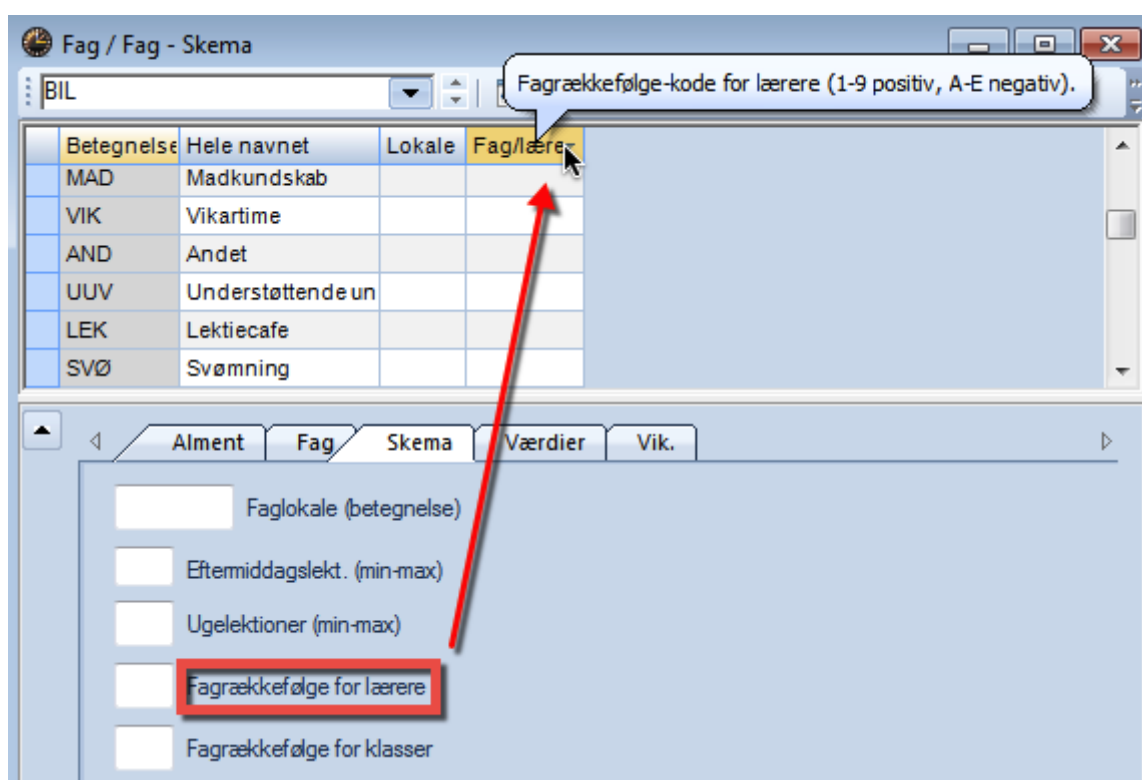 Fag / Fag - Skema
BIL
Fagrækkefølge-kode for lærere (1-9 positiv, A-E negativ).
Betegnelse Hele navnet Lokale Fag/lærer
MAD Madkundskab
VIK Vikartime
AND Andet
UUV Understøttende un
LEK Lektiecafe
SVØ Svømning
Alment Fag Skema Værdier Vik.
Faglokale (betegnelse)
Eftermiddagslekt. (min-max)
Ugelektioner (min-max)
Fagrækkefølge for lærere
Fagrækkefølge for klasser